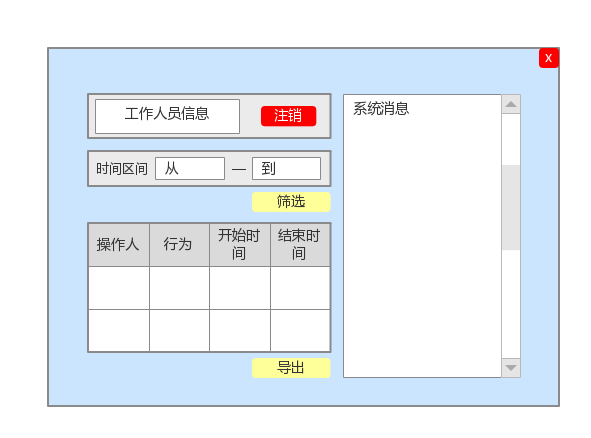 x
工作人员信息
注销
系统消息
时间区间
从
—
到
筛选
操作人
行为
开始时
间
结束时
间
导出